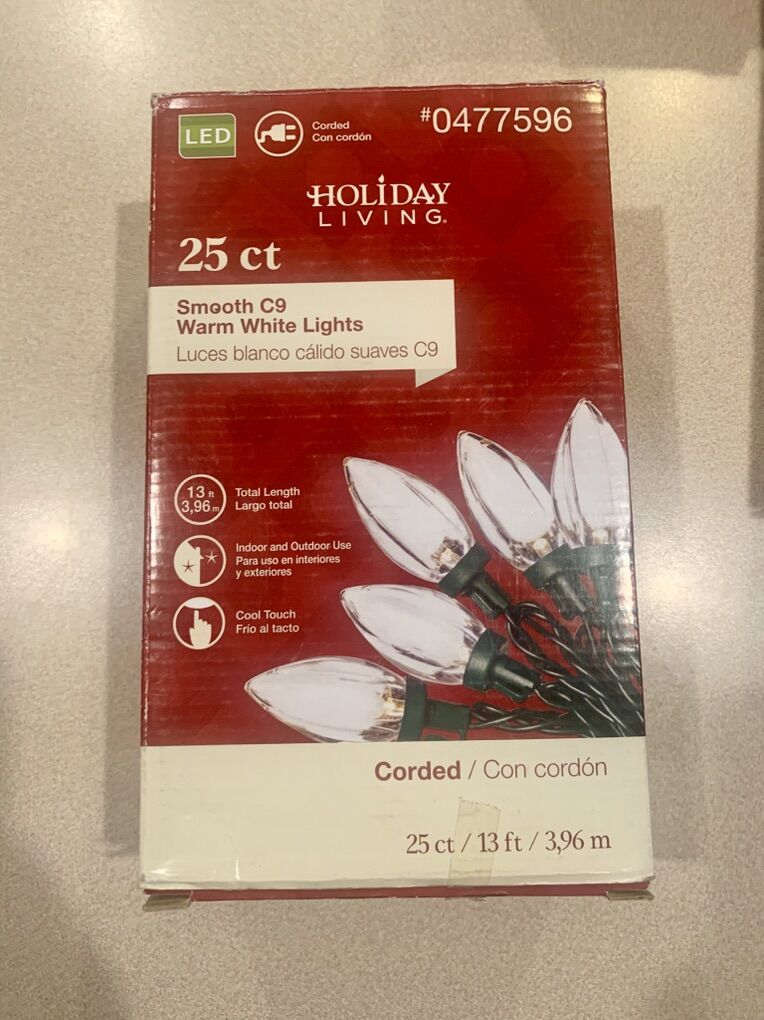 LED
Corded
Con cordón
#0477596
HOLIDAY
LIVING®
25 ct
Smooth C9
Warm White Lights
Luces blanco cálido suaves C9
13 ft
3,96 m
Total Length
Largo total
Indoor and Outdoor Use
Para uso en interiores
y exteriores
Cool Touch
Frío al tacto
Corded / Con cordón
25 ct / 13 ft / 3,96 m